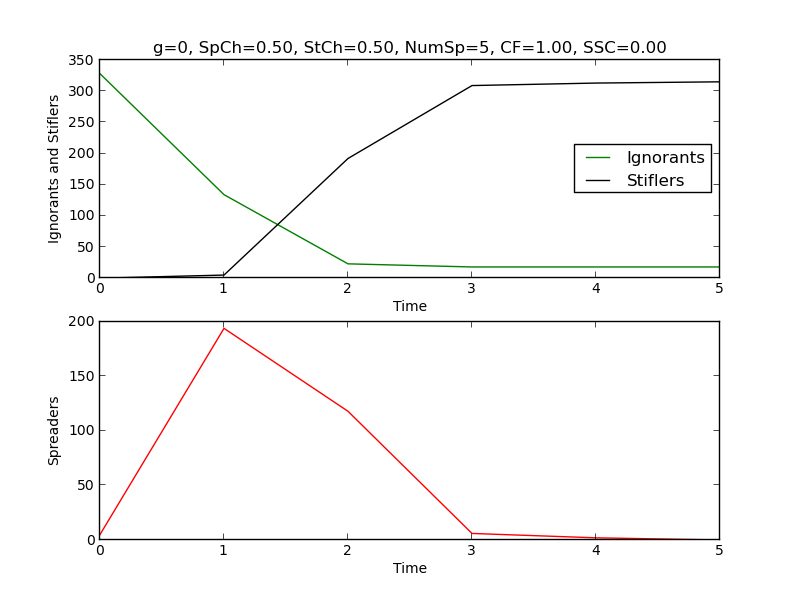 g=0, SpCh=0.50, StCh=0.50, NumSp=5, CF=1.00, SSC=0.00
350
300
250
200
150
100
50
0
Ignorants and Stiflers
Ignorants
Stiflers
0 1 2 3 4 5
Time
200
150
100
50
0
Spreaders
0 1 2 3 4 5
Time